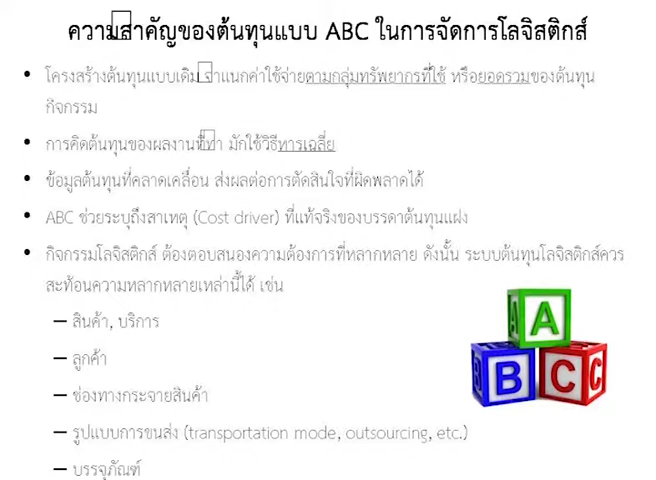 ความสำคัญของต้นทุนแบบ ABC ในการจัดการโลจิสติกส์
• โครงสร้างต้นทุนแบบเดิม จำแนกค่าใช้จ่ายตามกลุ่มทรัพยากรที่ใช้ หรือยอดรวมของต้นทุน
กิจกรรม
• การคิดต้นทุนของผลงานที่ทำ มักใช้วิธีหารเฉลี่ย
• ข้อมูลต้นทุนที่คลาดเคลื่อน ส่งผลต่อการตัดสินใจที่ผิดพลาดได้
• ABC ช่วยระบุถึงสาเหตุ (Cost driver) ที่แท้จริงของบรรดาต้นทุนแฝง
• กิจกรรมโลจิสติกส์ ต้องตอบสนองความต้องการที่หลากหลาย ดังนั้น ระบบต้นทุนโลจิสติกส์ควร
สะท้อนความหลากหลายเหล่านี้ได้ เช่น
– สินค้า, บริการ
– ลูกค้า
– ช่องทางกระจายสินค้า
– รูปแบบการขนส่ง (transportation mode, outsourcing, etc.)
– บรรจุภัณฑ์
A A
B B C C